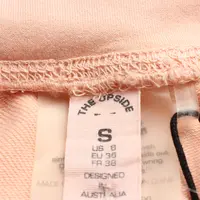 THE UPSIDE
S
US 6
EU 36
FR 38
DESIGNED
IN
AUSTRALIA